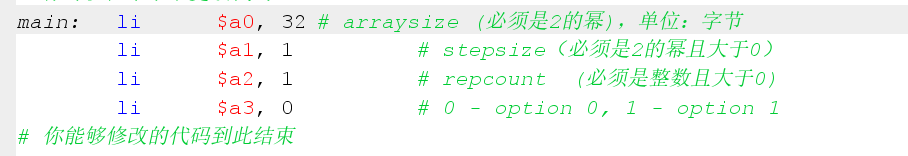 main: li $a0, 32 # arraysize (必须是2的幂)，单位：字节
li $a1, 1 # stepsize（必须是2的幂且大于0）
li $a2, 1 # repcount (必须是整数且大于0)
li $a3, 0 # 0 - option 0, 1 - option 1
# 你能够修改的代码到此结束